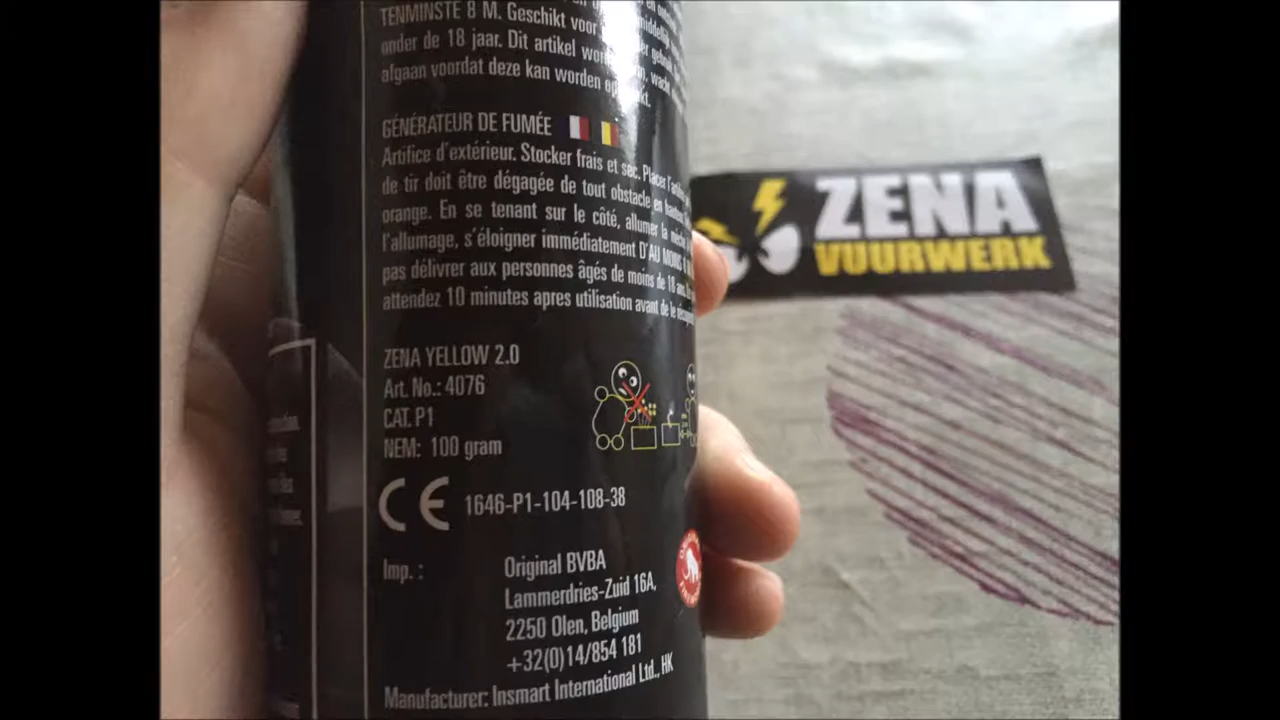 TENMINSTE 8 M. Geschikt voor
onder de 18 jaar. Dit artikel
afgaan voordat deze kan worden
GÉNÉRATEUR DE FUMÉE
Artifice d'extérieur. Stocker frais et sec. Placer
de tir doit être dégagée de tout obstacle en
orange. En se tenant sur le côté, allumer la
l'allumage, s'éloigner immédiatement D'AU MOINS
pas délivrer aux personnes âgés de moins de 18
attendez 10 minutes apres utilisation avant de le
ZENA YELLOW 2.0
Art. No.: 4076
CAT. P1
NEM: 100 gram
CE 1646-P1-104-108-38
Imp. : Original BVBA
Lammerdries-Zuid 16A,
2250 Olen, Belgium
+32(0)14/854 181
Manufacturer: Insmart International Ltd., HK
ZENA
VUURWERK